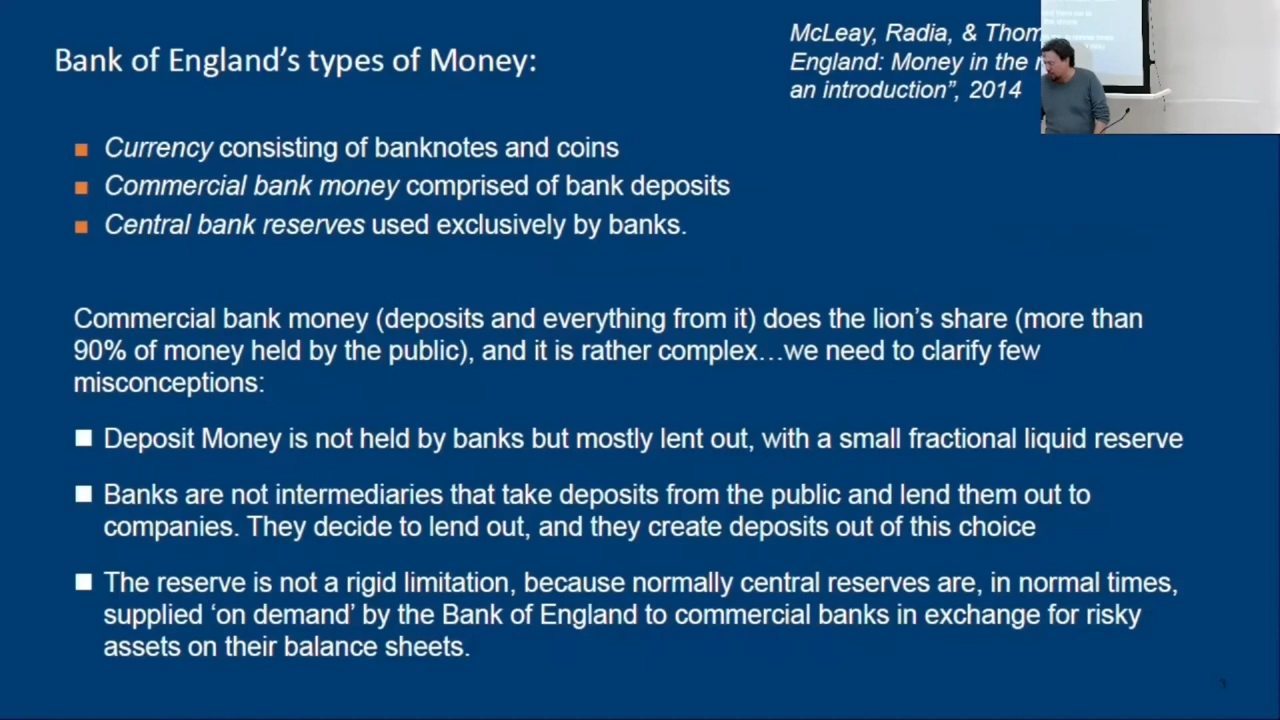 Bank of England's types of Money:
McLeay, Radia, & Thom
England: Money in the
an introduction”, 2014
Currency consisting of banknotes and coins
Commercial bank money comprised of bank deposits
Central bank reserves used exclusively by banks.
Commercial bank money (deposits and everything from it) does the lion's share (more than
90% of money held by the public), and it is rather complex…we need to clarify few
misconceptions:
Deposit Money is not held by banks but mostly lent out, with a small fractional liquid reserve
Banks are not intermediaries that take deposits from the public and lend them out to
companies. They decide to lend out, and they create deposits out of this choice
The reserve is not a rigid limitation, because normally central reserves are, in normal times,
supplied ‘on demand’ by the Bank of England to commercial banks in exchange for risky
assets on their balance sheets.